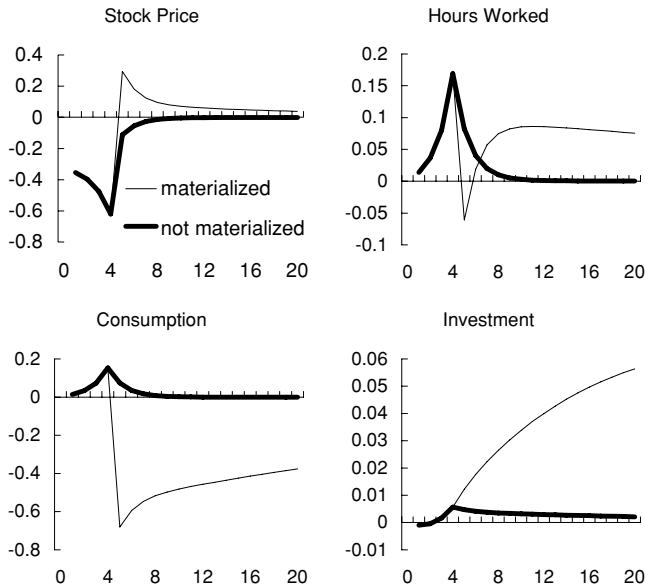 Stock Price
0.4
0.2
0
-0.2
-0.4
-0.6
-0.8
materialized
not materialized
0 4 8 12 16 20
Hours Worked
0.2
0.15
0.1
0.05
0
-0.05
-0.1
0 4 8 12 16 20
Consumption
0.2
0
-0.2
-0.4
-0.6
-0.8
0 4 8 12 16 20
Investment
0.06
0.05
0.04
0.03
0.02
0.01
0
-0.01
0 4 8 12 16 20